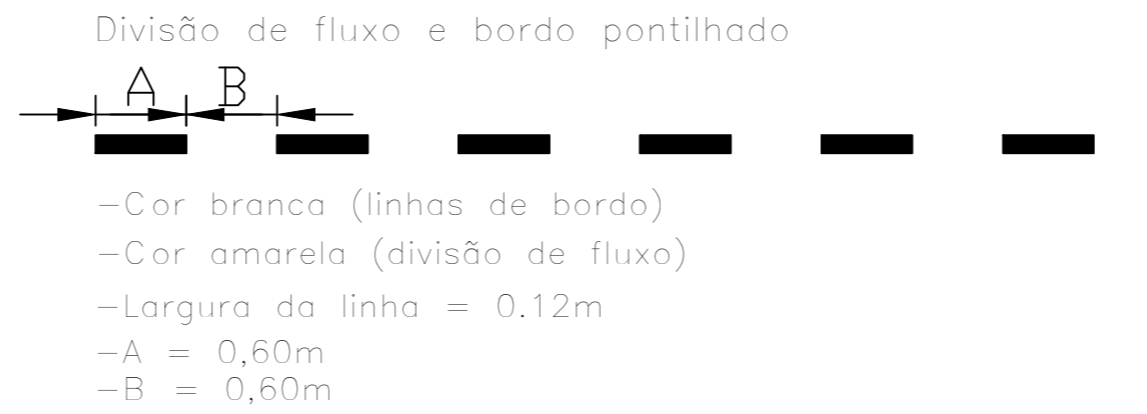 Divisão de fluxo e bordo pontilhado
A B
-Cor branca (linhas de bordo)
-Cor amarela (divisão de fluxo)
-Largura da linha = 0.12m
-A = 0,60m
-B = 0,60m